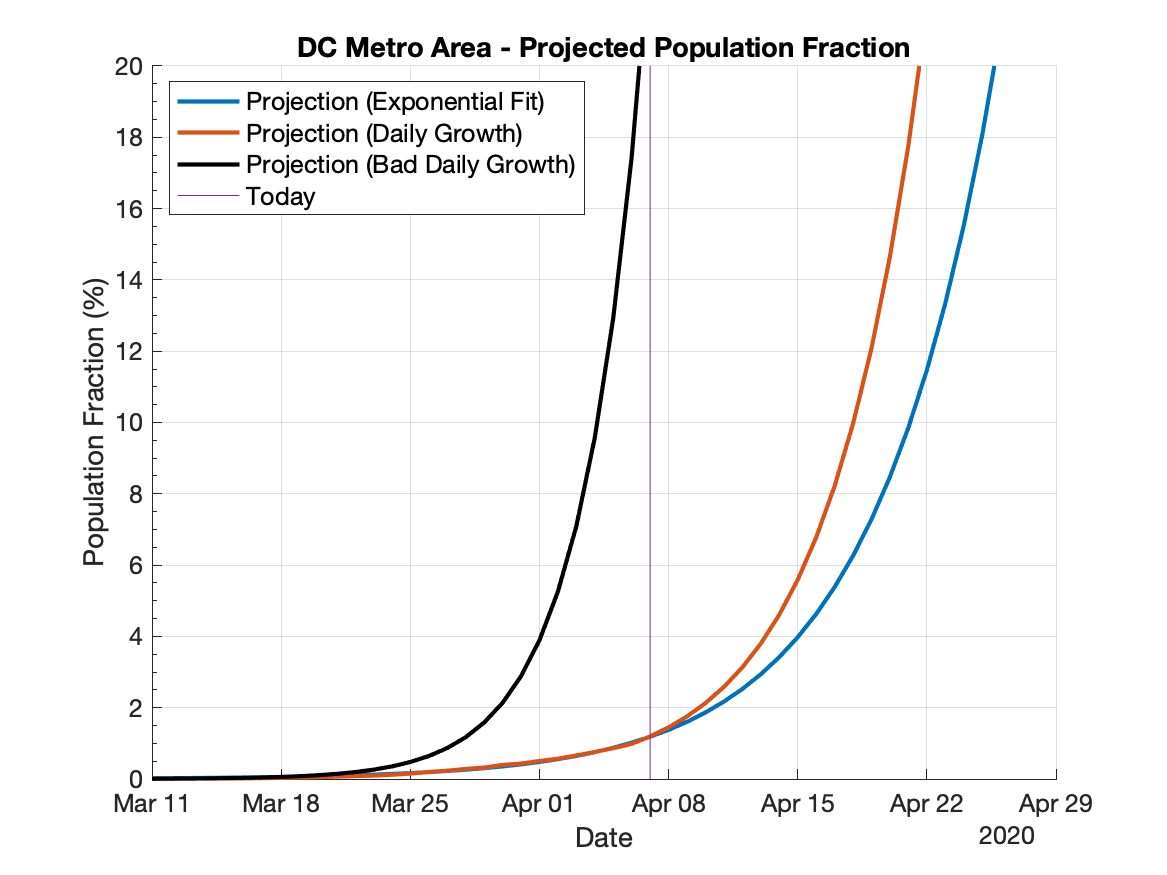 DC Metro Area - Projected Population Fraction
20
18
16
14
12
10
8
6
4
2
0
Population Fraction (%)
Projection (Exponential Fit)
Projection (Daily Growth)
Projection (Bad Daily Growth)
Today
Mar 11 Mar 18 Mar 25 Apr 01 Apr 08 Apr 15 Apr 22 Apr 29
Date
2020